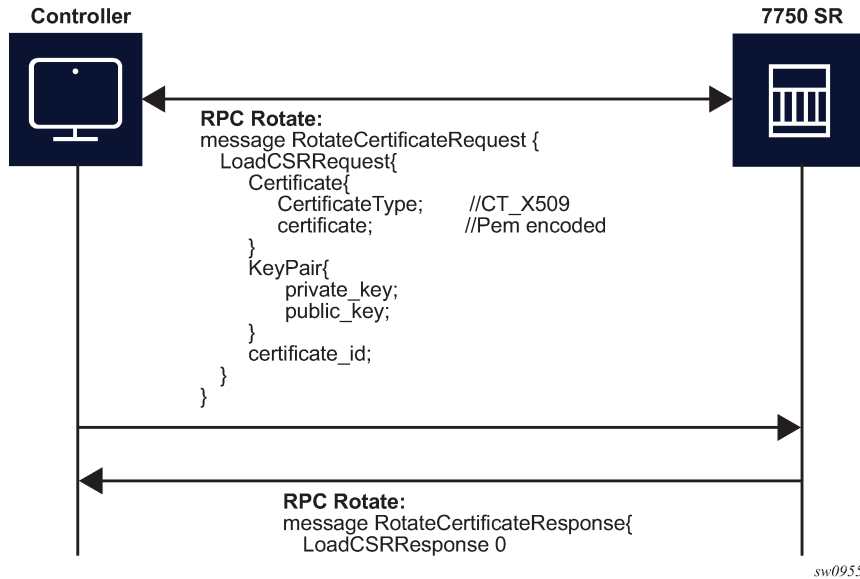 Controller
7750 SR
RPC Rotate:
message RotateCertificateRequest {
LoadCSRRequest{
Certificate{
CertificateType; //CT_X509
certificate; //Pem encoded
}
KeyPair{
private_key;
public_key;
}
certificate_id;
}
}
RPC Rotate:
message RotateCertificateResponse{
LoadCSRResponse 0
sw0955